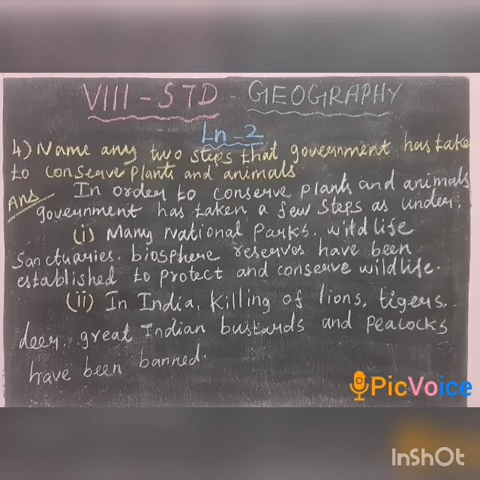 VIII - STD - GEOGRAPHY
Ln - 2
4) Name any two steps that government has taken
to conserve plants and animals.
Ans In order to conserve plants and animals
government has taken a few steps as under:
(i) Many National Parks, wildlife
Sanctuaries, biosphere reserves have been
established to protect and conserve wildlife.
(ii) In India, killing of lions, tigers,
deer, great Indian bustards and peacocks
have been banned.
PicVoice
InShOt